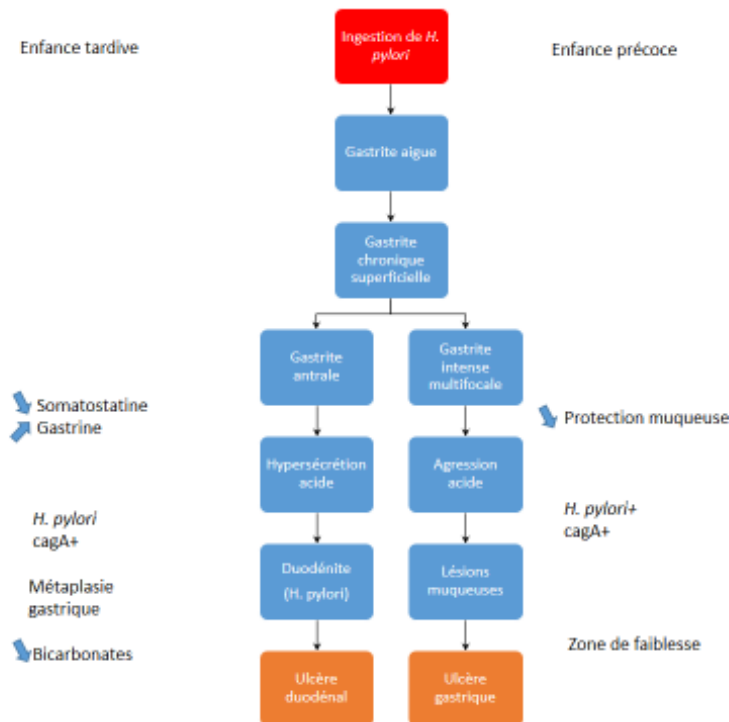 Enfance tardive
Ingestion de H.
pylori
Enfance précoce
Gastrite aigue
Gastrite
chronique
superficielle
Gastrite
antrale
Gastrite
intense
multifocale
Somatostatine
Gastrine
Protection muqueuse
Hypersécrétion
acide
Agression
acide
H. pylori
cagA+
H. pylori+
cagA+
Métaplasie
gastrique
Duodénite
(H. pylori)
Lésions
muqueuses
Bicarbonates
Zone de faiblesse
Ulcère
duodénal
Ulcère
gastrique